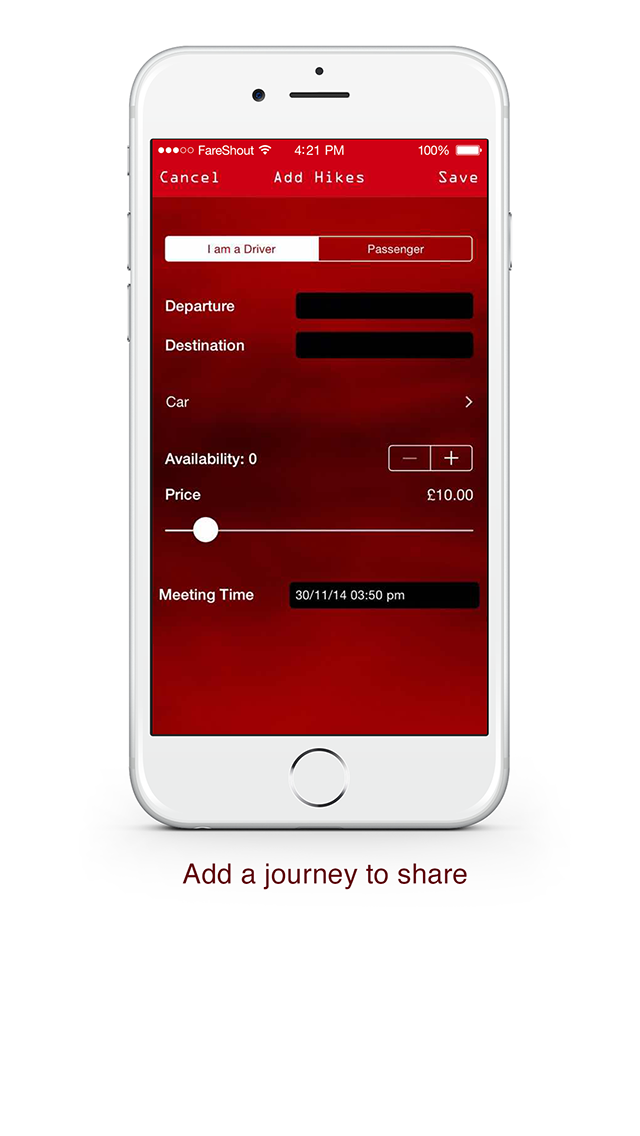 FareShout 4:21 PM 100%
Cancel Add Hikes Save
I am a Driver Passenger
Departure
Destination
Car
Availability: 0
Price £10.00
Meeting Time 30/11/14 03:50 pm
Add a journey to share